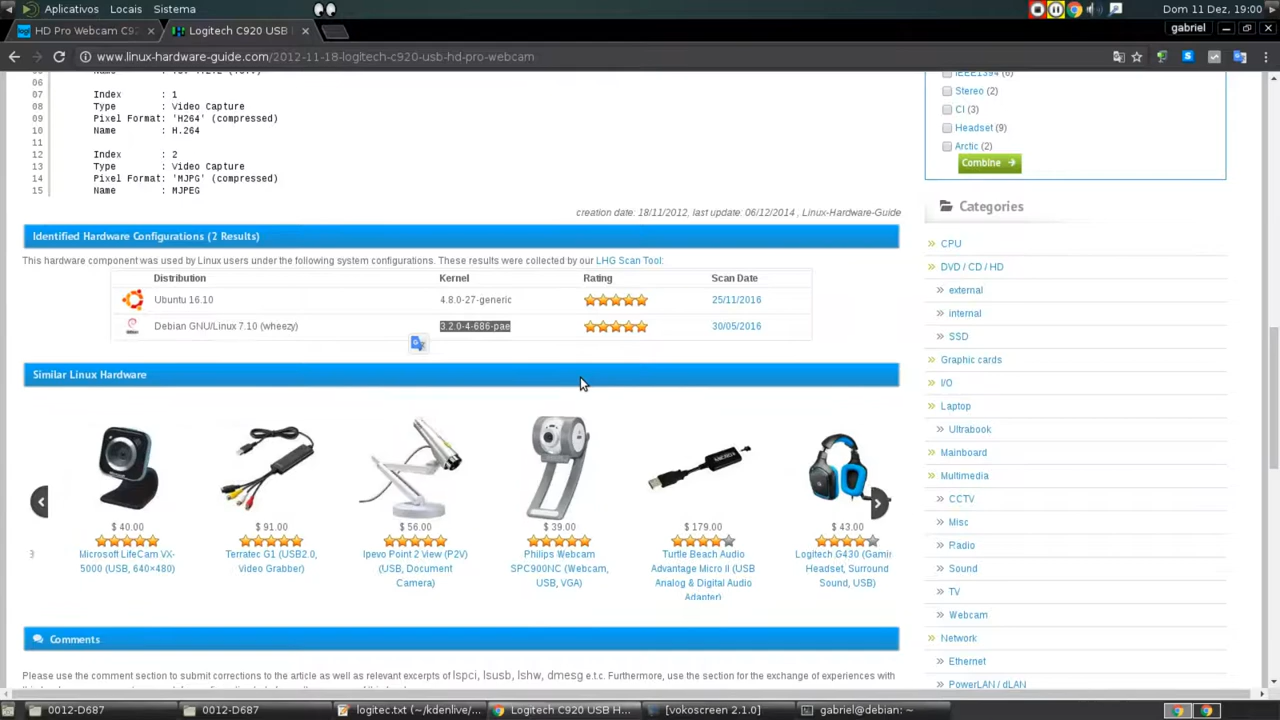 Aplicativos Locais Sistema
Dom 11 Dez, 19:00
HD Pro Webcam C92 ×
Logitech C920 USB ×
gabriel
www.linux-hardware-guide.com/2012-11-18-logitech-c920-usb-hd-pro-webcam
06
07 Index : 1
08 Type : Video Capture
09 Pixel Format: 'H264' (compressed)
10 Name : H.264
11
12 Index : 2
13 Type : Video Capture
14 Pixel Format: 'MJPG' (compressed)
15 Name : MJPEG
creation date: 18/11/2012, last update: 06/12/2014 , Linux-Hardware-Guide
Identified Hardware Configurations (2 Results)
This hardware component was used by Linux users under the following system configurations. These results were collected by our LHG Scan Tool:
Distribution Kernel Rating Scan Date
Ubuntu 16.10 4.8.0-27-generic 25/11/2016
Debian GNU/Linux 7.10 (wheezy) 3.2.0-4-686-pae 30/05/2016
Similar Linux Hardware
$ 40.00
Microsoft LifeCam VX-
5000 (USB, 640×480)
$ 91.00
Terratec G1 (USB2.0,
Video Grabber)
$ 56.00
Ipevo Point 2 View (P2V)
(USB, Document
Camera)
$ 39.00
Philips Webcam
SPC900NC (Webcam,
USB, VGA)
$ 179.00
Turtle Beach Audio
Advantage Micro II (USB
Analog & Digital Audio
Adapter)
$ 43.00
Logitech G430 (Gami
Headset, Surround
Sound, USB)
Comments
Please use the comment section to submit corrections to the article as well as relevant excerpts of lspci, lsusb, lshw, dmesg e.t.c. Furthermore, use the section for the exchange of experiences with
IEEE1394 (6)
Stereo (2)
CI (3)
Headset (9)
Arctic (2)
Combine
Categories
CPU
DVD / CD / HD
external
internal
SSD
Graphic cards
I/O
Laptop
Ultrabook
Mainboard
Multimedia
CCTV
Misc
Radio
Sound
TV
Webcam
Network
Ethernet
PowerLAN / dLAN
0012-D687
0012-D687
logitec.txt (~/kdenlive/...
Logitech C920 USB H...
[vokoscreen 2.1.0]
gabriel@debian: ~